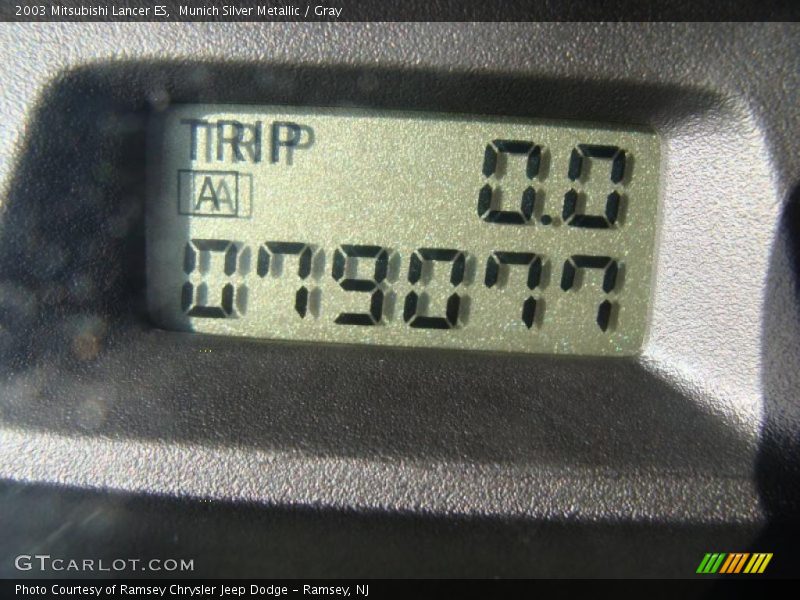 2003 Mitsubishi Lancer ES, Munich Silver Metallic / Gray
TRIP
A 0.0
079077
GTCARLOT.COM
Photo Courtesy of Ramsey Chrysler Jeep Dodge - Ramsey, NJ